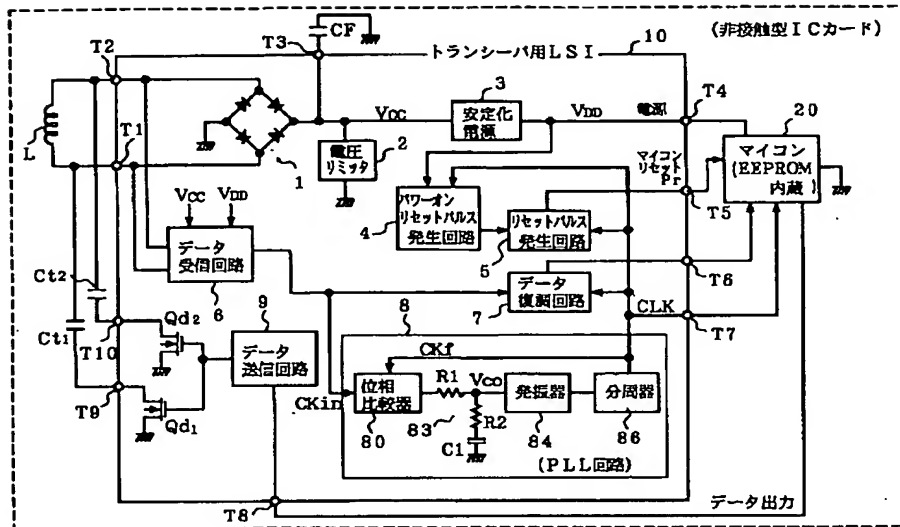 CF
(非接触型ICカード)
T3
トランシーバ用LSI
10
T2
3
T4
VCC
安定化
電源
VDD
電源
20
L
T1
電圧
リミッタ
2
1
マイコン
リセット
Pr
マイコン
(EEPROM
内蔵)
VCC
VDD
パワーオン
リセットパルス
発生回路
4
リセットパルス
発生回路
5
T5
データ
受信回路
6
Ct2
T6
データ
復調回路
7
CLK
T7
Ct1
Qd2
9
8
T10
データ
送信回路
CKf
T9
Qd1
CKin
位相
比較器
80
R1
VCO
83
R2
C1
発振器
84
分周器
86
(PLL回路)
T8
データ出力